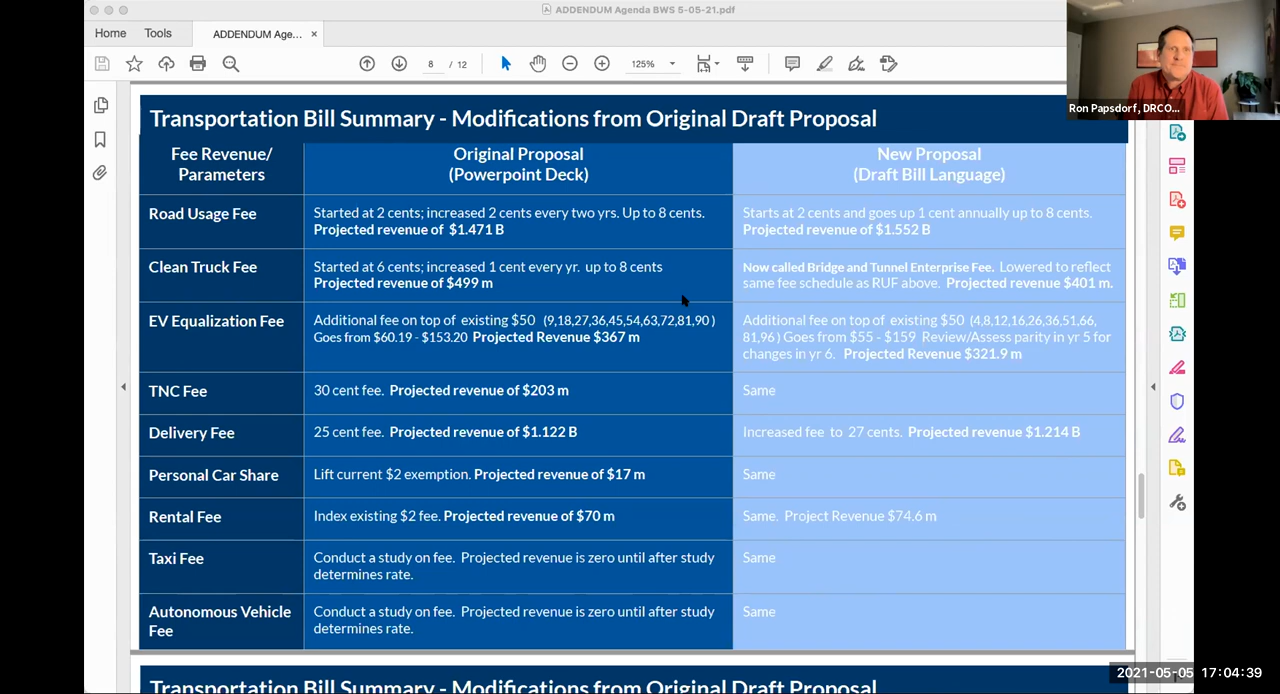 ADDENDUM Agenda BWS 5-05-21.pdf
Home
Tools
ADDENDUM Age...
×
8 / 12
125%
Ron Papsdorf, DRCO...
Transportation Bill Summary - Modifications from Original Draft Proposal
Fee Revenue/
Parameters
Original Proposal
(Powerpoint Deck)
New Proposal
(Draft Bill Language)
Road Usage Fee
Started at 2 cents; increased 2 cents every two yrs. Up to 8 cents.
Projected revenue of $1.471 B
Starts at 2 cents and goes up 1 cent annually up to 8 cents.
Projected revenue of $1.552 B
Clean Truck Fee
Started at 6 cents; increased 1 cent every yr. up to 8 cents
Projected revenue of $499 m
Now called Bridge and Tunnel Enterprise Fee. Lowered to reflect
same fee schedule as RUF above. Projected revenue $401 m.
EV Equalization Fee
Additional fee on top of existing $50 (9,18,27,36,45,54,63,72,81,90)
Goes from $60.19 - $153.20 Projected Revenue $367 m
Additional fee on top of existing $50 (4,8,12,16,26,36,51,66,
81,96) Goes from $55 - $159 Review/Assess parity in yr 5 for
changes in yr 6. Projected Revenue $321.9 m
TNC Fee
30 cent fee. Projected revenue of $203 m
Same
Delivery Fee
25 cent fee. Projected revenue of $1.122 B
Increased fee to 27 cents. Projected revenue $1.214 B
Personal Car Share
Lift current $2 exemption. Projected revenue of $17 m
Same
Rental Fee
Index existing $2 fee. Projected revenue of $70 m
Same. Project Revenue $74.6 m
Taxi Fee
Conduct a study on fee. Projected revenue is zero until after study
determines rate.
Same
Autonomous Vehicle
Fee
Conduct a study on fee. Projected revenue is zero until after study
determines rate.
Same
Transportation Bill Summary - Modifications from Original Draft Proposal
2021-05-05 17:04:39